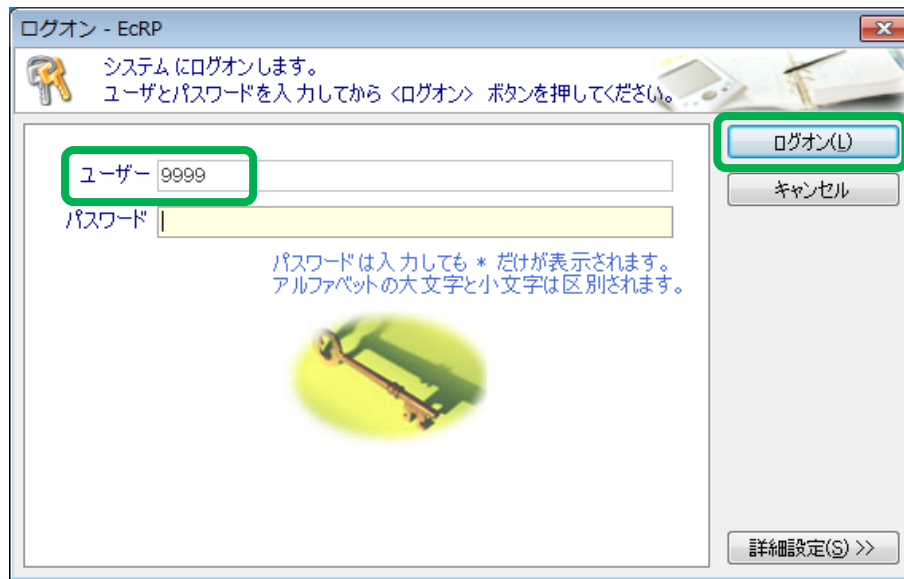 ログオン - EcRP
システムにログオンします。
ユーザとパスワードを入力してから <ログオン> ボタンを押してください。
ログオン(L)
キャンセル
ユーザー 9999
パスワード
パスワードは入力しても * だけが表示されます。
アルファベットの大文字と小文字は区別されます。
詳細設定(S) >>